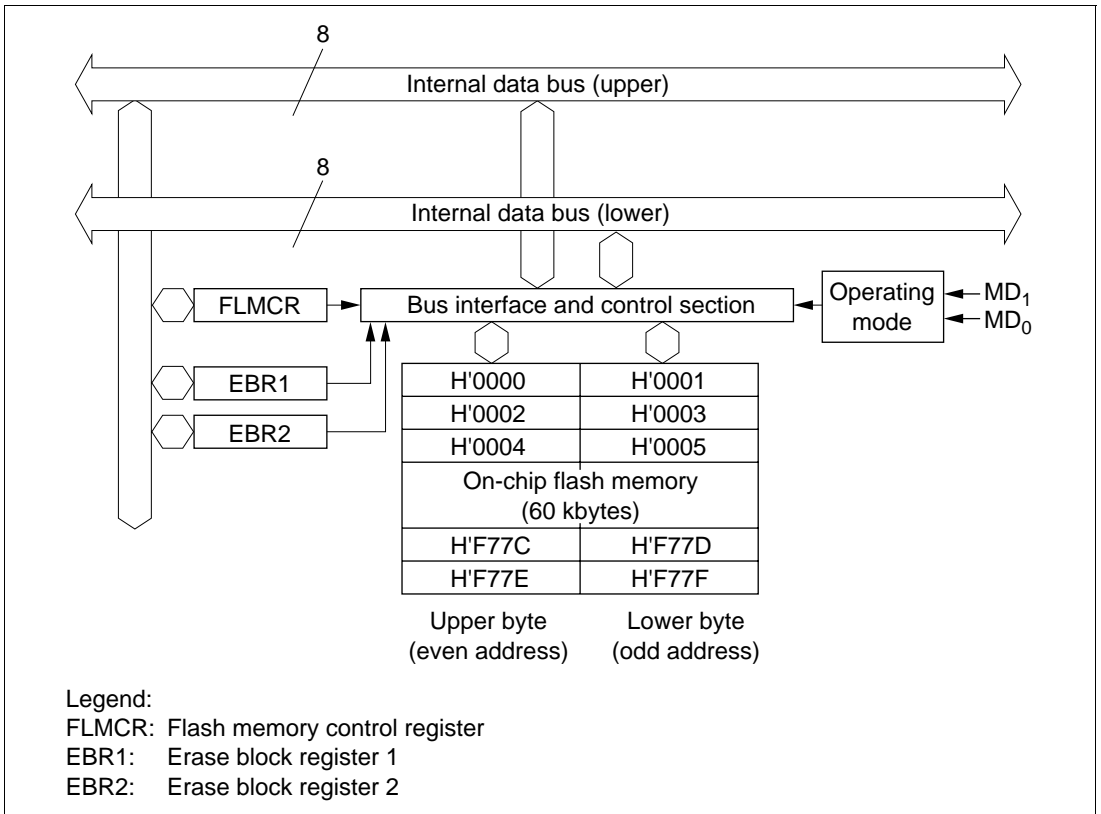 8
Internal data bus (upper)
8
Internal data bus (lower)
FLMCR
Bus interface and control section
Operating
mode
MD1
MD0
EBR1
EBR2
H'0000
H'0001
H'0002
H'0003
H'0004
H'0005
On-chip flash memory
(60 kbytes)
H'F77C
H'F77D
H'F77E
H'F77F
Upper byte
(even address)
Lower byte
(odd address)
Legend:
FLMCR: Flash memory control register
EBR1: Erase block register 1
EBR2: Erase block register 2